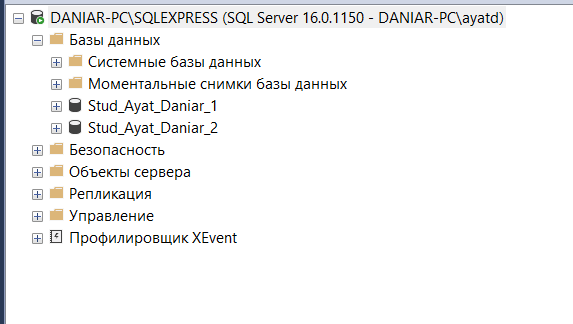 DANIAR-PC\SQLEXPRESS (SQL Server 16.0.1150 - DANIAR-PC\ayatd)
Базы данных
Системные базы данных
Моментальные снимки базы данных
Stud_Ayat_Daniar_1
Stud_Ayat_Daniar_2
Безопасность
Объекты сервера
Репликация
Управление
Профилировщик XEvent